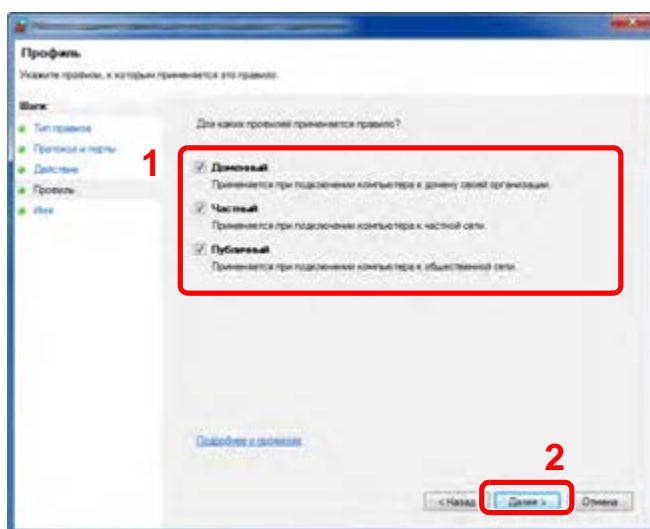 Профиль
Укажите профили, к которым применяется это правило.
Шаги:
Тип правила
Протокол и порты
Действие
Профиль
Имя
Для каких профилей применяется правило?
1
Доменный
Применяется при подключении компьютера к домену своей организации.
Частный
Применяется при подключении компьютера к частной сети.
Публичный
Применяется при подключении компьютера к общественной сети.
Подробнее о профилях
2
< Назад
Далее >
Отмена